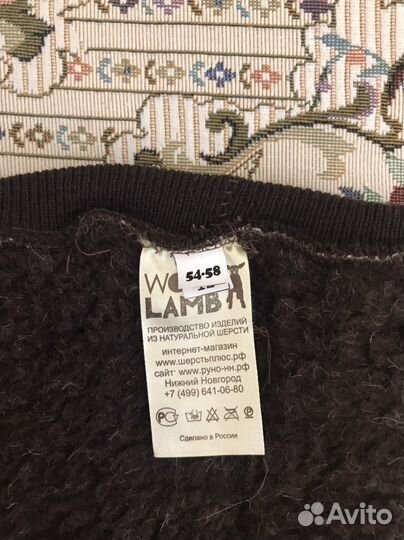 54-58
LAMB
ПРОИЗВОДСТВО ИЗДЕЛИЙ
ИЗ НАТУРАЛЬНОЙ ШЕРСТИ
интернет-магазин
www.шерстьплюс.рф
сайт www.руно-нн.рф
Нижний Новгород
+7 (499) 641-06-80
Сделано в России
Avito